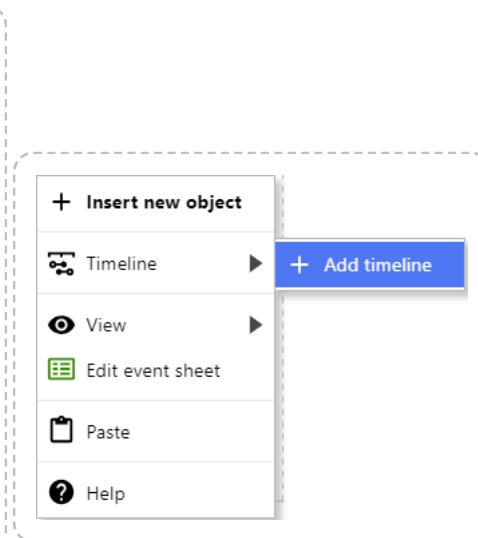 Insert new object
Timeline
Add timeline
View
Edit event sheet
Paste
Help